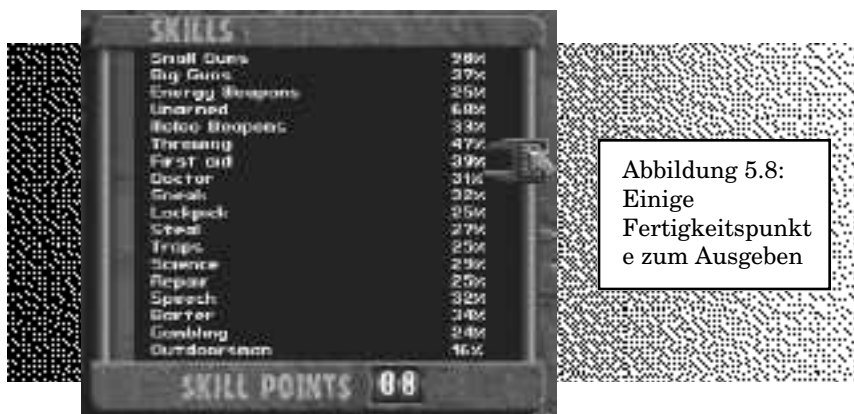 SKILLS
Small Guns 98%
Big Guns 37%
Energy Weapons 25%
Unarmed 68%
Melee Weapons 33%
Throwing 47%
First aid 39%
Doctor 31%
Sneak 32%
Lockpick 25%
Steal 27%
Traps 25%
Science 29%
Repair 25%
Speech 32%
Barter 34%
Gambling 24%
Outdoorsman 16%
SKILL POINTS 08
Abbildung 5.8:
Einige
Fertigkeitspunkt
e zum Ausgeben